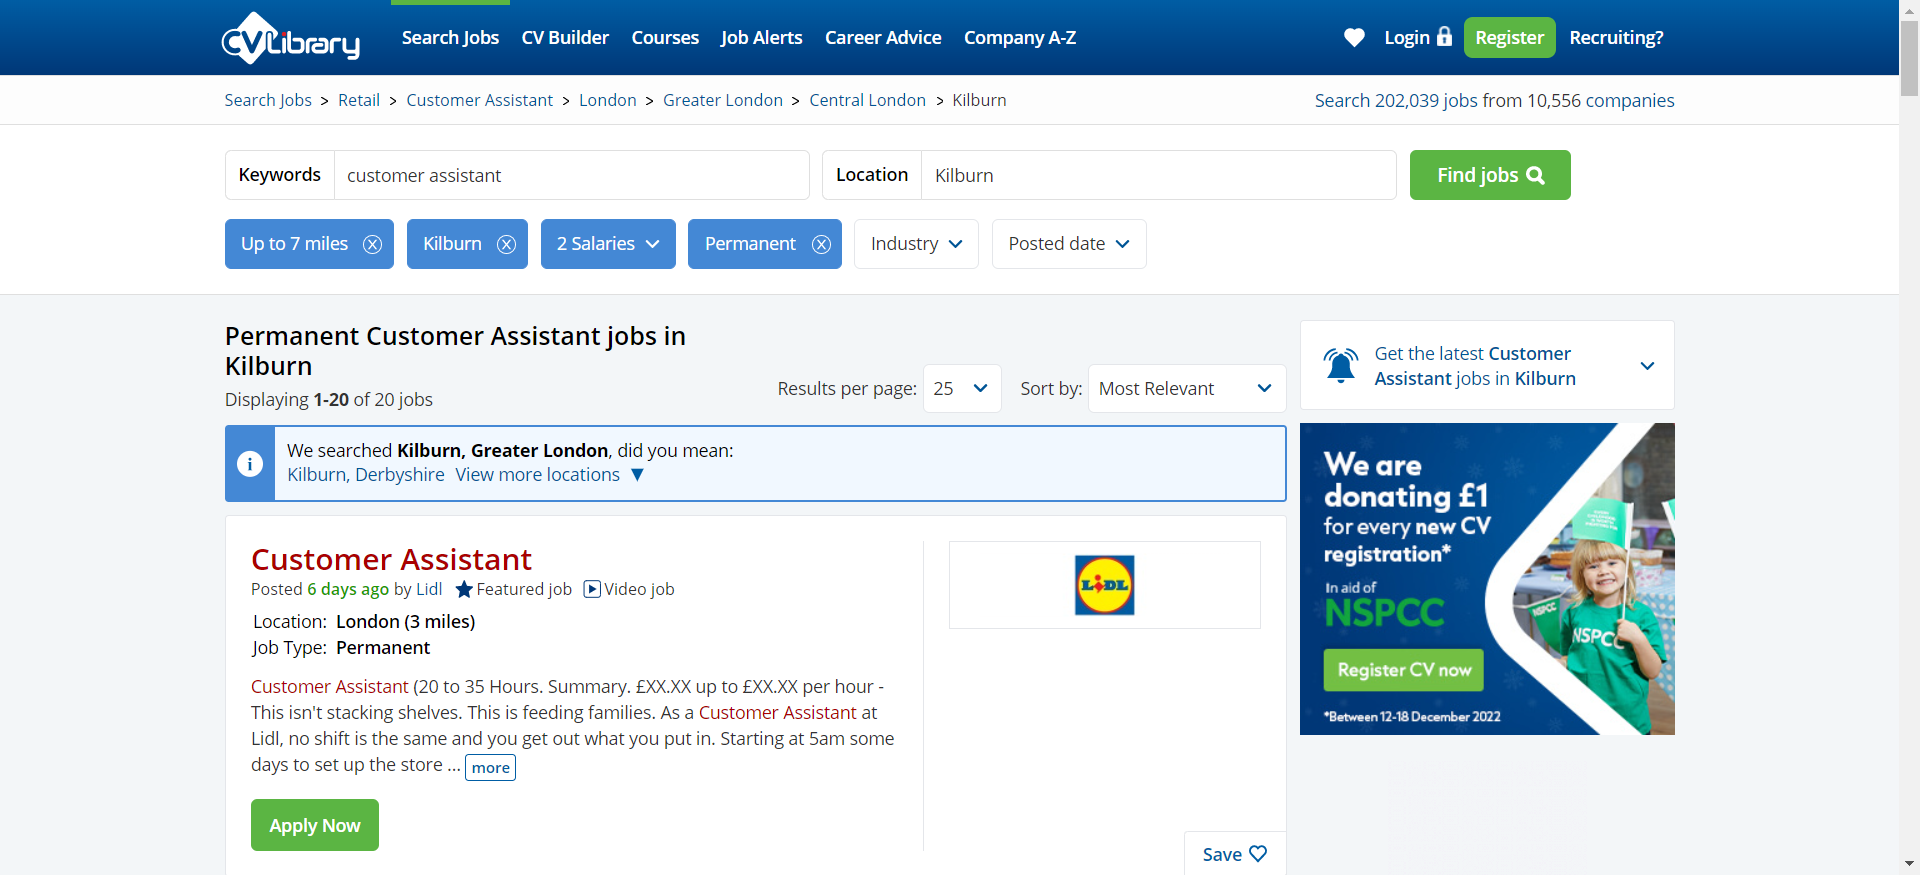 CVLibrary
Search Jobs
CV Builder
Courses
Job Alerts
Career Advice
Company A-Z
Login
Register
Recruiting?
Search Jobs > Retail > Customer Assistant > London > Greater London > Central London > Kilburn
Search 202,039 jobs from 10,556 companies
Keywords
customer assistant
Location
Kilburn
Find jobs
Up to 7 miles
Kilburn
2 Salaries
Permanent
Industry
Posted date
Permanent Customer Assistant jobs in
Kilburn
Displaying 1-20 of 20 jobs
Results per page: 25
Sort by: Most Relevant
We searched Kilburn, Greater London, did you mean:
Kilburn, Derbyshire View more locations ▼
Customer Assistant
Posted 6 days ago by Lidl Featured job Video job
Location: London (3 miles)
Job Type: Permanent
Customer Assistant (20 to 35 Hours. Summary. £XX.XX up to £XX.XX per hour -
This isn't stacking shelves. This is feeding families. As a Customer Assistant at
Lidl, no shift is the same and you get out what you put in. Starting at 5am some
days to set up the store ... more
Apply Now
LIDL
Save
Get the latest Customer
Assistant jobs in Kilburn
We are
donating £1
for every new CV
registration*
In aid of
NSPCC
Register CV now
*Between 12-18 December 2022
NSPCC
NSPCC